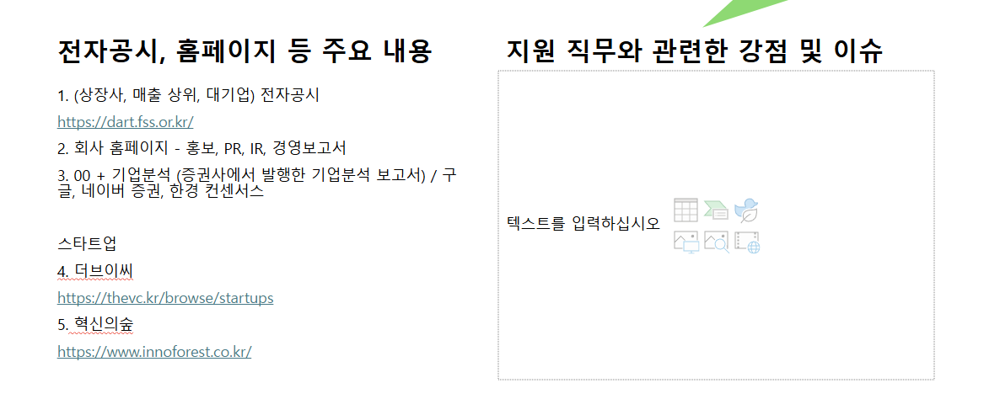 전자공시, 홈페이지 등 주요 내용
1. (상장사, 매출 상위, 대기업) 전자공시
https://dart.fss.or.kr/
2. 회사 홈페이지 - 홍보, PR, IR, 경영보고서
3. 00 + 기업분석 (증권사에서 발행한 기업분석 보고서) / 구
글, 네이버 증권, 한경 컨센서스
스타트업
4. 더브이씨
https://thevc.kr/browse/startups
5. 혁신의숲
https://www.innoforest.co.kr/
지원 직무와 관련한 강점 및 이슈
텍스트를 입력하십시오